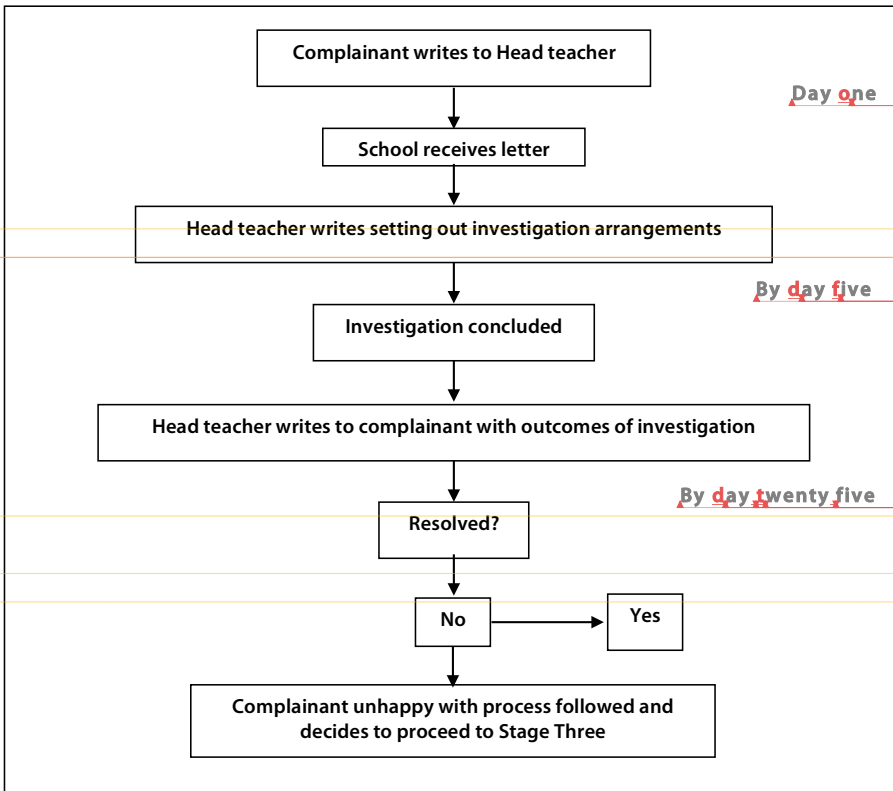 Complainant writes to Head teacher
Day one
School receives letter
Head teacher writes setting out investigation arrangements
By day five
Investigation concluded
Head teacher writes to complainant with outcomes of investigation
By day twenty five
Resolved?
No
Yes
Complainant unhappy with process followed and
decides to proceed to Stage Three